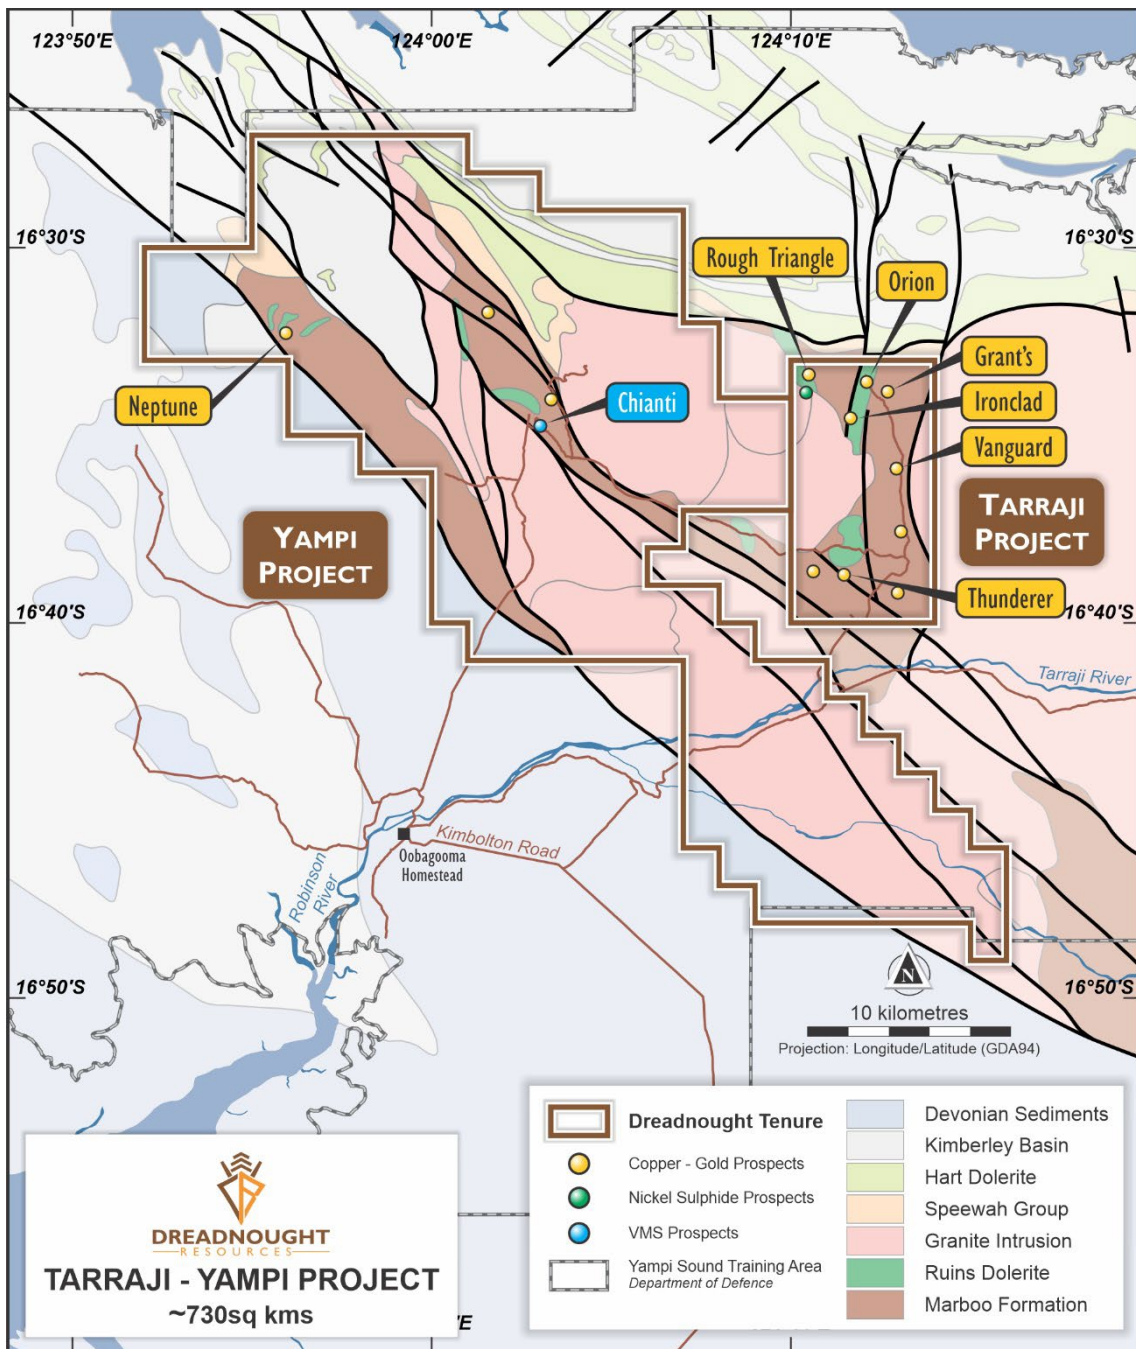 123°50'E
124°00'E
124°10'E
16°30'S
16°30'S
Rough Triangle
Orion
Grant's
Ironclad
Neptune
Chianti
Vanguard
TARRAJI
PROJECT
YAMPI
PROJECT
Thunderer
16°40'S
16°40'S
Tarraji River
Kimbolton Road
Oobagooma
Homestead
Robinson
River
16°50'S
16°50'S
N
10 kilometres
Projection: Longitude/Latitude (GDA94)
Dreadnought Tenure
Copper - Gold Prospects
Nickel Sulphide Prospects
VMS Prospects
Yampi Sound Training Area
Department of Defence
Devonian Sediments
Kimberley Basin
Hart Dolerite
Speewah Group
Granite Intrusion
Ruins Dolerite
Marboo Formation
DREADNOUGHT
RESOURCES
TARRAJI - YAMPI PROJECT
~730sq kms
'E